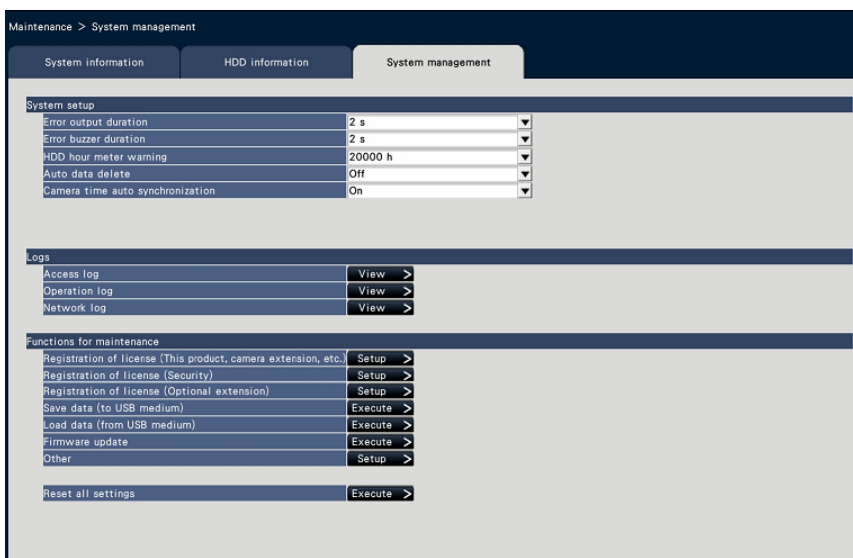 Maintenance > System management
System information HDD information System management
System setup
Error output duration 2 s
Error buzzer duration 2 s
HDD hour meter warning 20000 h
Auto data delete Off
Camera time auto synchronization On
Logs
Access log View >
Operation log View >
Network log View >
Functions for maintenance
Registration of license (This product, camera extension, etc.) Setup >
Registration of license (Security) Setup >
Registration of license (Optional extension) Setup >
Save data (to USB medium) Execute >
Load data (from USB medium) Execute >
Firmware update Execute >
Other Setup >
Reset all settings Execute >